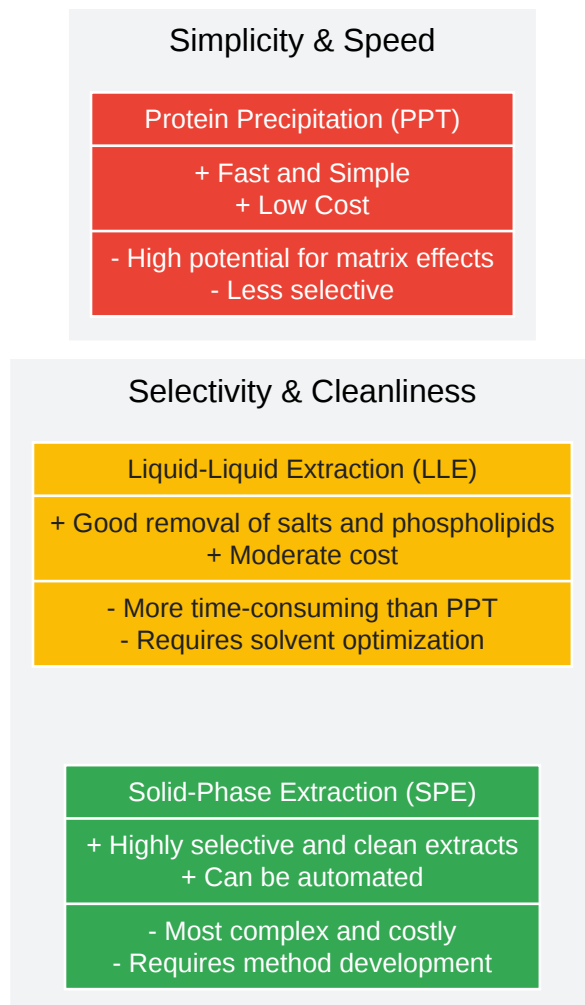 Simplicity & Speed
Protein Precipitation (PPT)
+ Fast and Simple
+ Low Cost
- High potential for matrix effects
- Less selective
Selectivity & Cleanliness
Liquid-Liquid Extraction (LLE)
+ Good removal of salts and phospholipids
+ Moderate cost
- More time-consuming than PPT
- Requires solvent optimization
Solid-Phase Extraction (SPE)
+ Highly selective and clean extracts
+ Can be automated
- Most complex and costly
- Requires method development